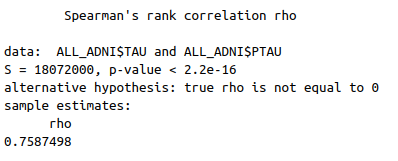 Spearman's rank correlation rho
data:  ALL_ADNI$TAU and ALL_ADNI$PTAU
S = 18072000, p-value < 2.2e-16
alternative hypothesis: true rho is not equal to 0
sample estimates:
rho
0.7587498